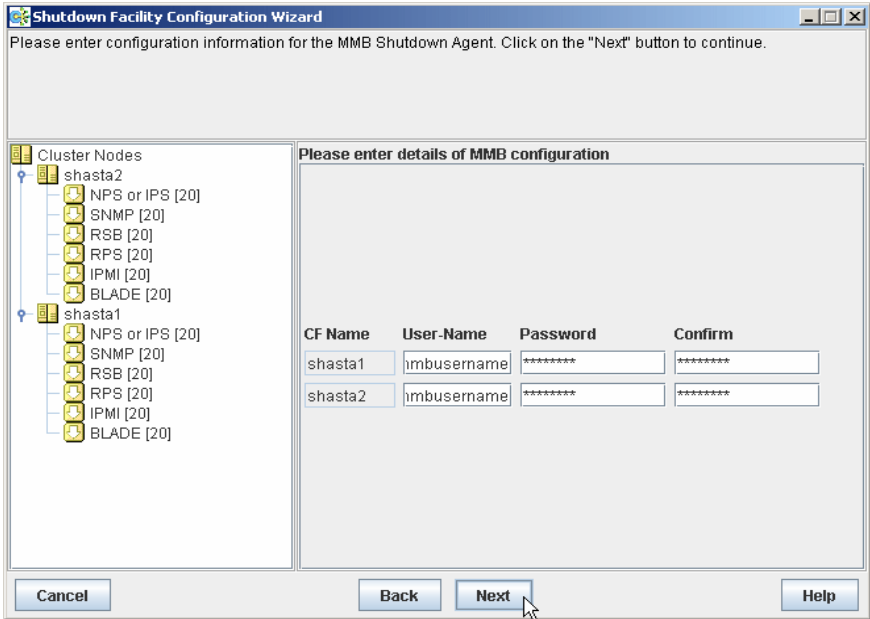 Shutdown Facility Configuration Wizard
Please enter configuration information for the MMB Shutdown Agent. Click on the "Next" button to continue.
Cluster Nodes
shasta2
NPS or IPS [20]
SNMP [20]
RSB [20]
RPS [20]
IPMI [20]
BLADE [20]
shasta1
NPS or IPS [20]
SNMP [20]
RSB [20]
RPS [20]
IPMI [20]
BLADE [20]
Please enter details of MMB configuration
CF Name User-Name Password Confirm
shasta1 mbusername ******** ********
shasta2 mbusername ******** ********
Cancel Back Next Help